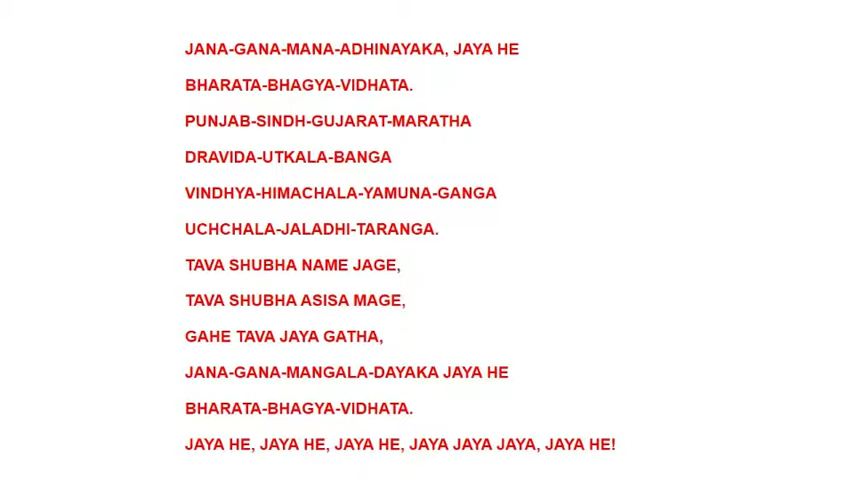 JANA-GANA-MANA-ADHINAYAKA, JAYA HE
BHARATA-BHAGYA-VIDHATA.
PUNJAB-SINDH-GUJARAT-MARATHA
DRAVIDA-UTKALA-BANGA
VINDHYA-HIMACHALA-YAMUNA-GANGA
UCHCHALA-JALADHI-TARANGA.
TAVA SHUBHA NAME JAGE,
TAVA SHUBHA ASISA MAGE,
GAHE TAVA JAYA GATHA,
JANA-GANA-MANGALA-DAYAKA JAYA HE
BHARATA-BHAGYA-VIDHATA.
JAYA HE, JAYA HE, JAYA HE, JAYA JAYA JAYA, JAYA HE!